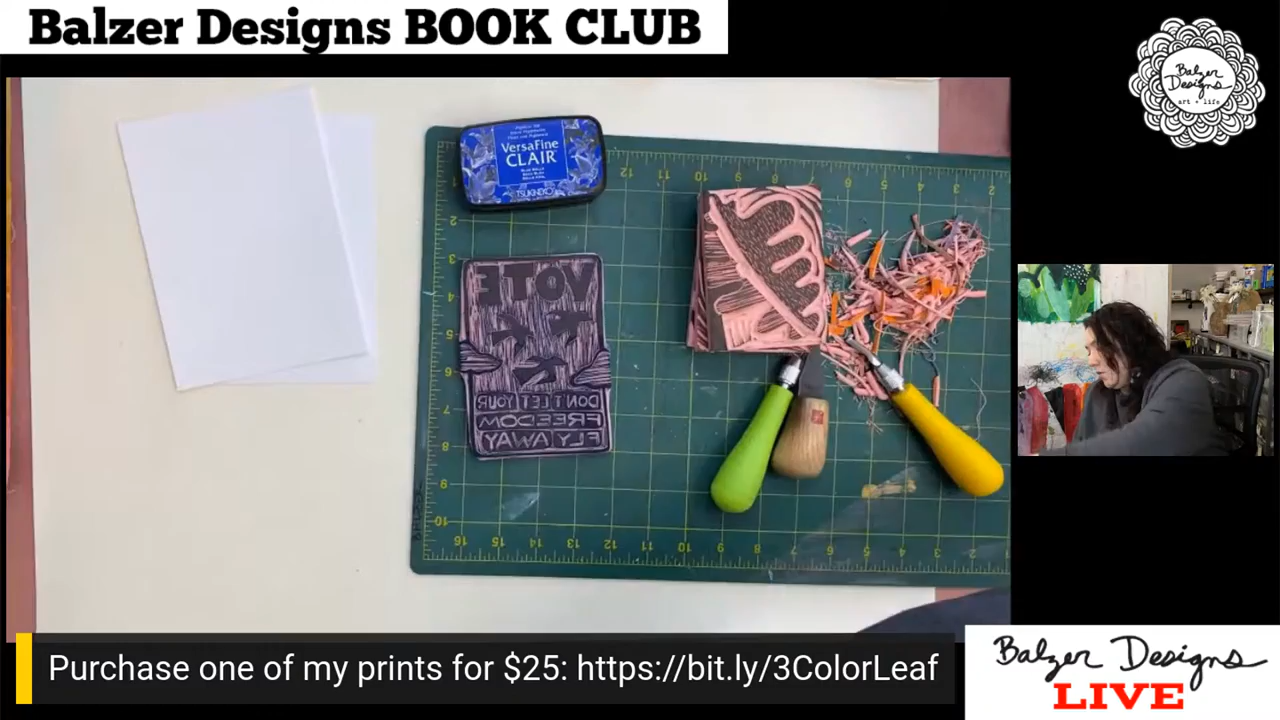 Balzer Designs BOOK CLUB
Balzer
Designs
art + life
VersaFine
CLAIR
TSUKINEKO
12
VOTE
DON'T LET YOUR
FREEDOM
FLY AWAY
Purchase one of my prints for $25: https://bit.ly/3ColorLeaf
Balzer Designs
LIVE